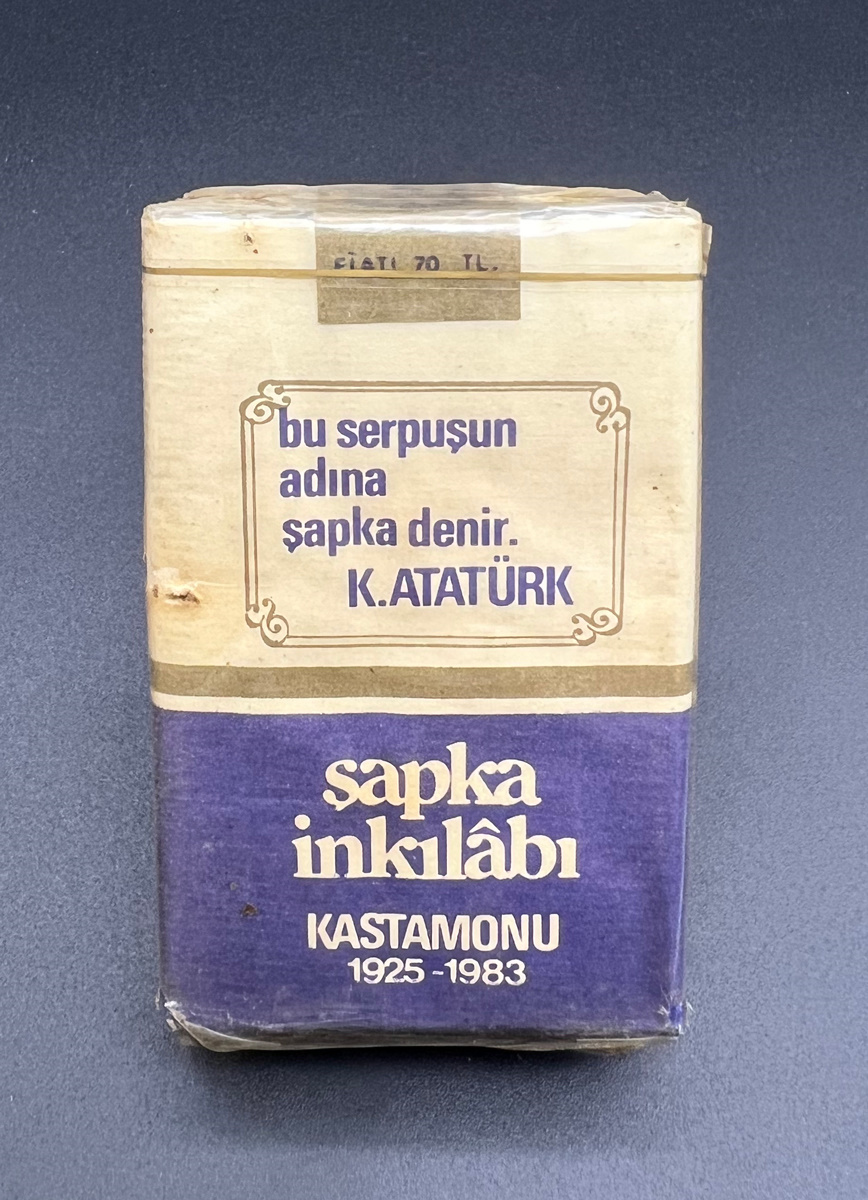 FİATI 70 TL.
bu serpuşun
adına
şapka denir.
K.ATATÜRK
şapka
inkılâbı
KASTAMONU
1925-1983